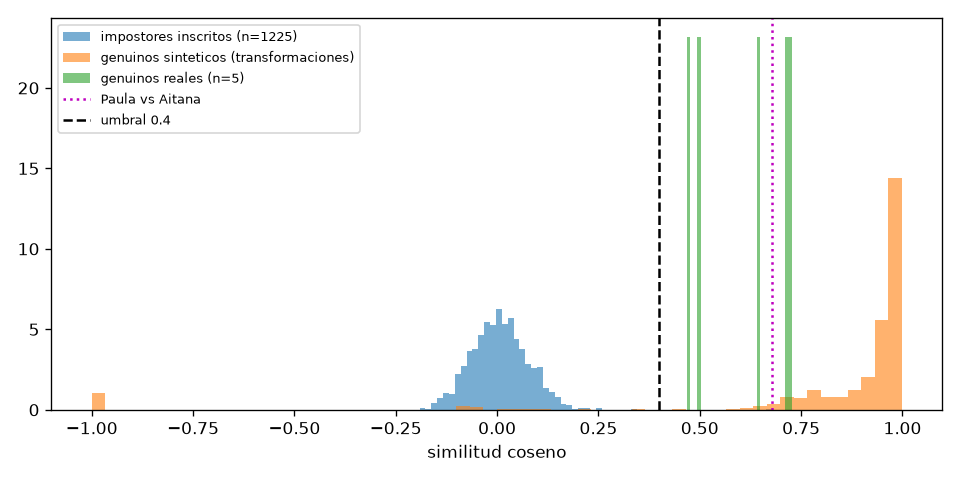 impostores inscritos (n=1225)
genuinos sinteticos (transformaciones)
genuinos reales (n=5)
Paula vs Aitana
umbral 0.4
20
15
10
5
0
−1.00 −0.75 −0.50 −0.25 0.00 0.25 0.50 0.75 1.00
similitud coseno